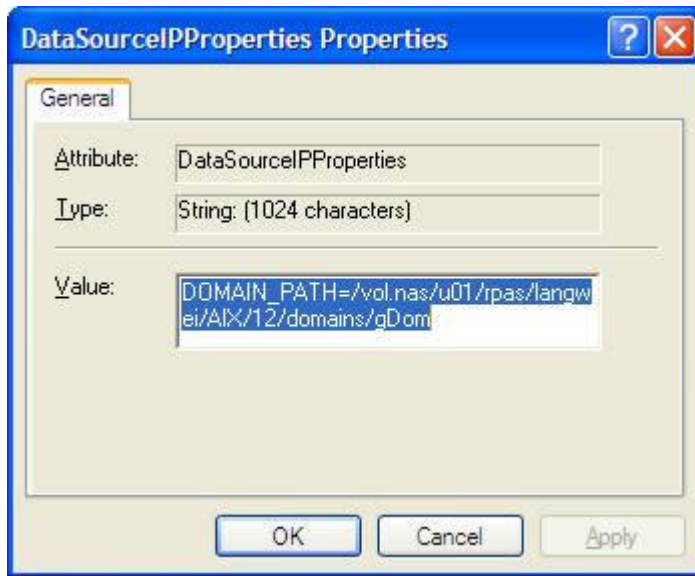 DataSourceIPProperties Properties
General
Attribute: DataSourceIPProperties
Type: String: (1024 characters)
Value: DOMAIN_PATH=/vol.nas/u01/rpas/langw
ei/AIX/12/domains/gDom
OK Cancel Apply